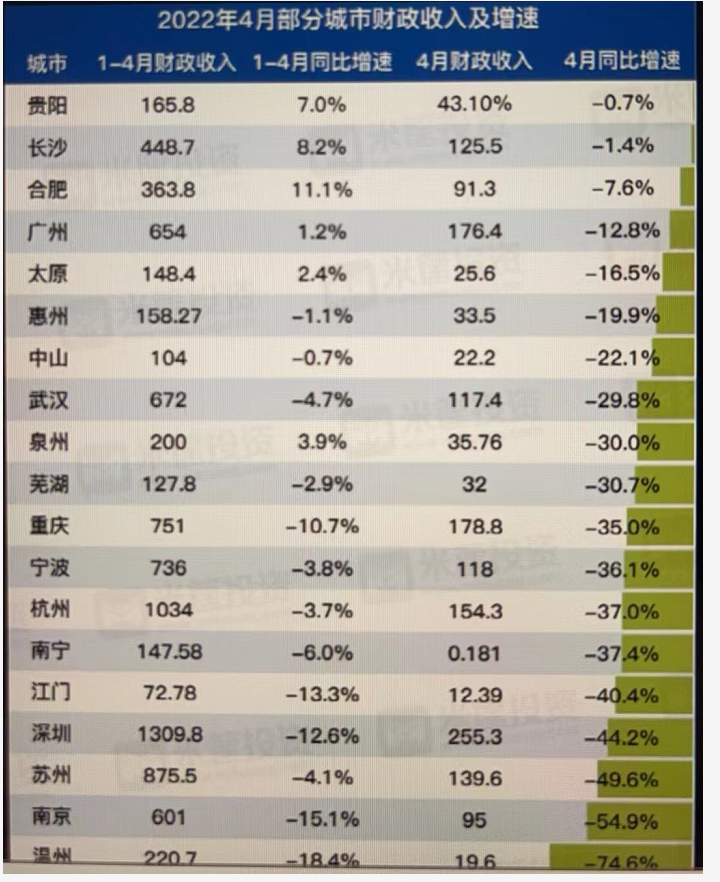 2022年4月部分城市财政收入及增速
城市 1-4月财政收入 1-4月同比增速 4月财政收入 4月同比增速
贵阳 165.8 7.0% 43.10% -0.7%
长沙 448.7 8.2% 125.5 -1.4%
合肥 363.8 11.1% 91.3 -7.6%
广州 654 1.2% 176.4 -12.8%
太原 148.4 2.4% 25.6 -16.5%
惠州 158.27 -1.1% 33.5 -19.9%
中山 104 -0.7% 22.2 -22.1%
武汉 672 -4.7% 117.4 -29.8%
泉州 200 3.9% 35.76 -30.0%
芜湖 127.8 -2.9% 32 -30.7%
重庆 751 -10.7% 178.8 -35.0%
宁波 736 -3.8% 118 -36.1%
杭州 1034 -3.7% 154.3 -37.0%
南宁 147.58 -6.0% 0.181 -37.4%
江门 72.78 -13.3% 12.39 -40.4%
深圳 1309.8 -12.6% 255.3 -44.2%
苏州 875.5 -4.1% 139.6 -49.6%
南京 601 -15.1% 95 -54.9%
温州 220.7 -18.4% 19.6 -74.6%